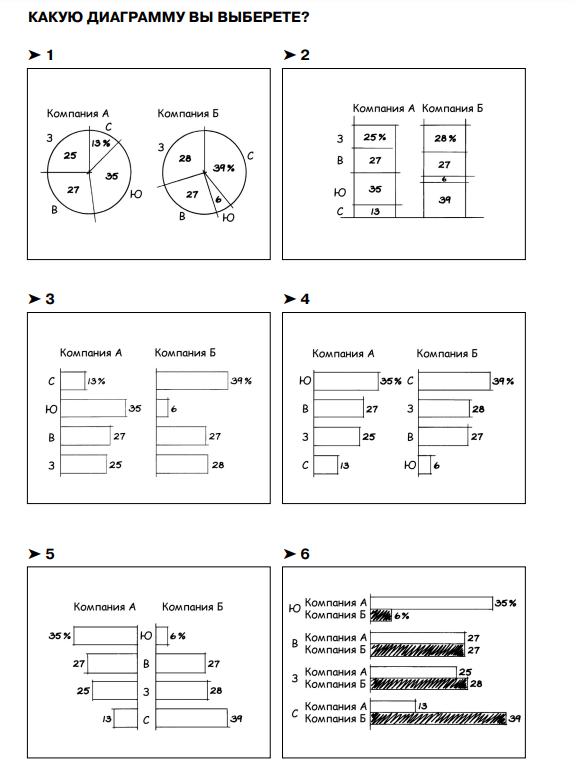 КАКУЮ ДИАГРАММУ ВЫ ВЫБЕРЕТЕ?
➤ 1
Компания А Компания Б
С
З 13%
25 35
27 Ю
В
З
28 39% С
27 6
В Ю
➤ 2
Компания А Компания Б
З 25% 28%
В 27 27
6
Ю 35 39
С 13
➤ 3
Компания А Компания Б
С 13% 39%
Ю 35 6
В 27 27
З 25 28
➤ 4
Компания А Компания Б
Ю 35% С 39%
В 27 З 28
З 25 В 27
С 13 Ю 6
➤ 5
Компания А Компания Б
35% Ю 6%
27 В 27
25 З 28
13 С 39
➤ 6
Ю Компания А 35%
Компания Б 6%
В Компания А 27
Компания Б 27
З Компания А 25
Компания Б 28
С Компания А 13
Компания Б 39